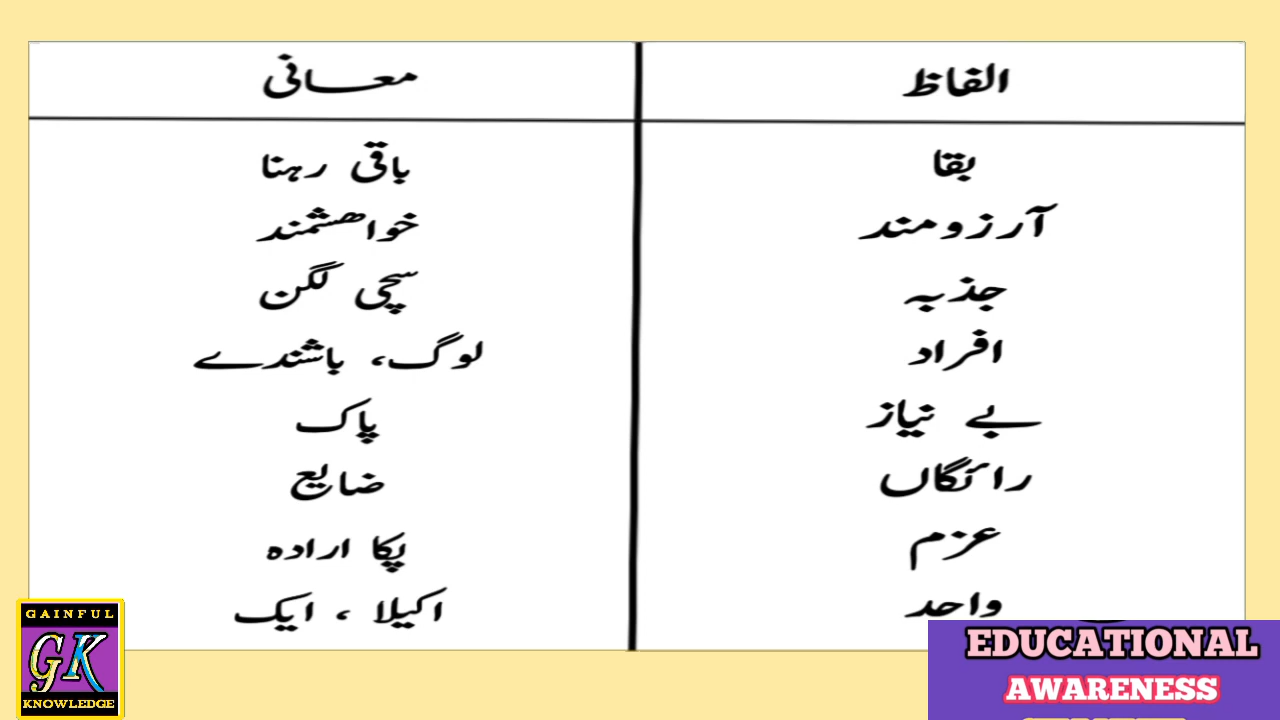 الفاظ معانی
بقا باقی رہنا
آرزومند خواھشمند
جذبہ سچی لگن
افراد لوگ، باشندے
بے نیاز پاک
رائگاں ضایع
عزم پکا ارادہ
واحد اکیلا ، ایک
GAINFUL
GK
KNOWLEDGE
EDUCATIONAL
AWARENESS